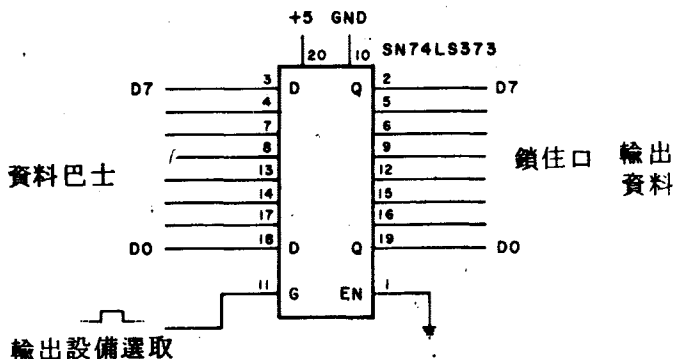 +5 GND
20 10 SN74LS373
D7 3 D Q 2 D7
4 5
7 6
8 9
資料巴士 13 12 鎖住口 輸出
資料
14 15
17 16
D0 18 D Q 19 D0
11 G EN 1
輸出設備選取